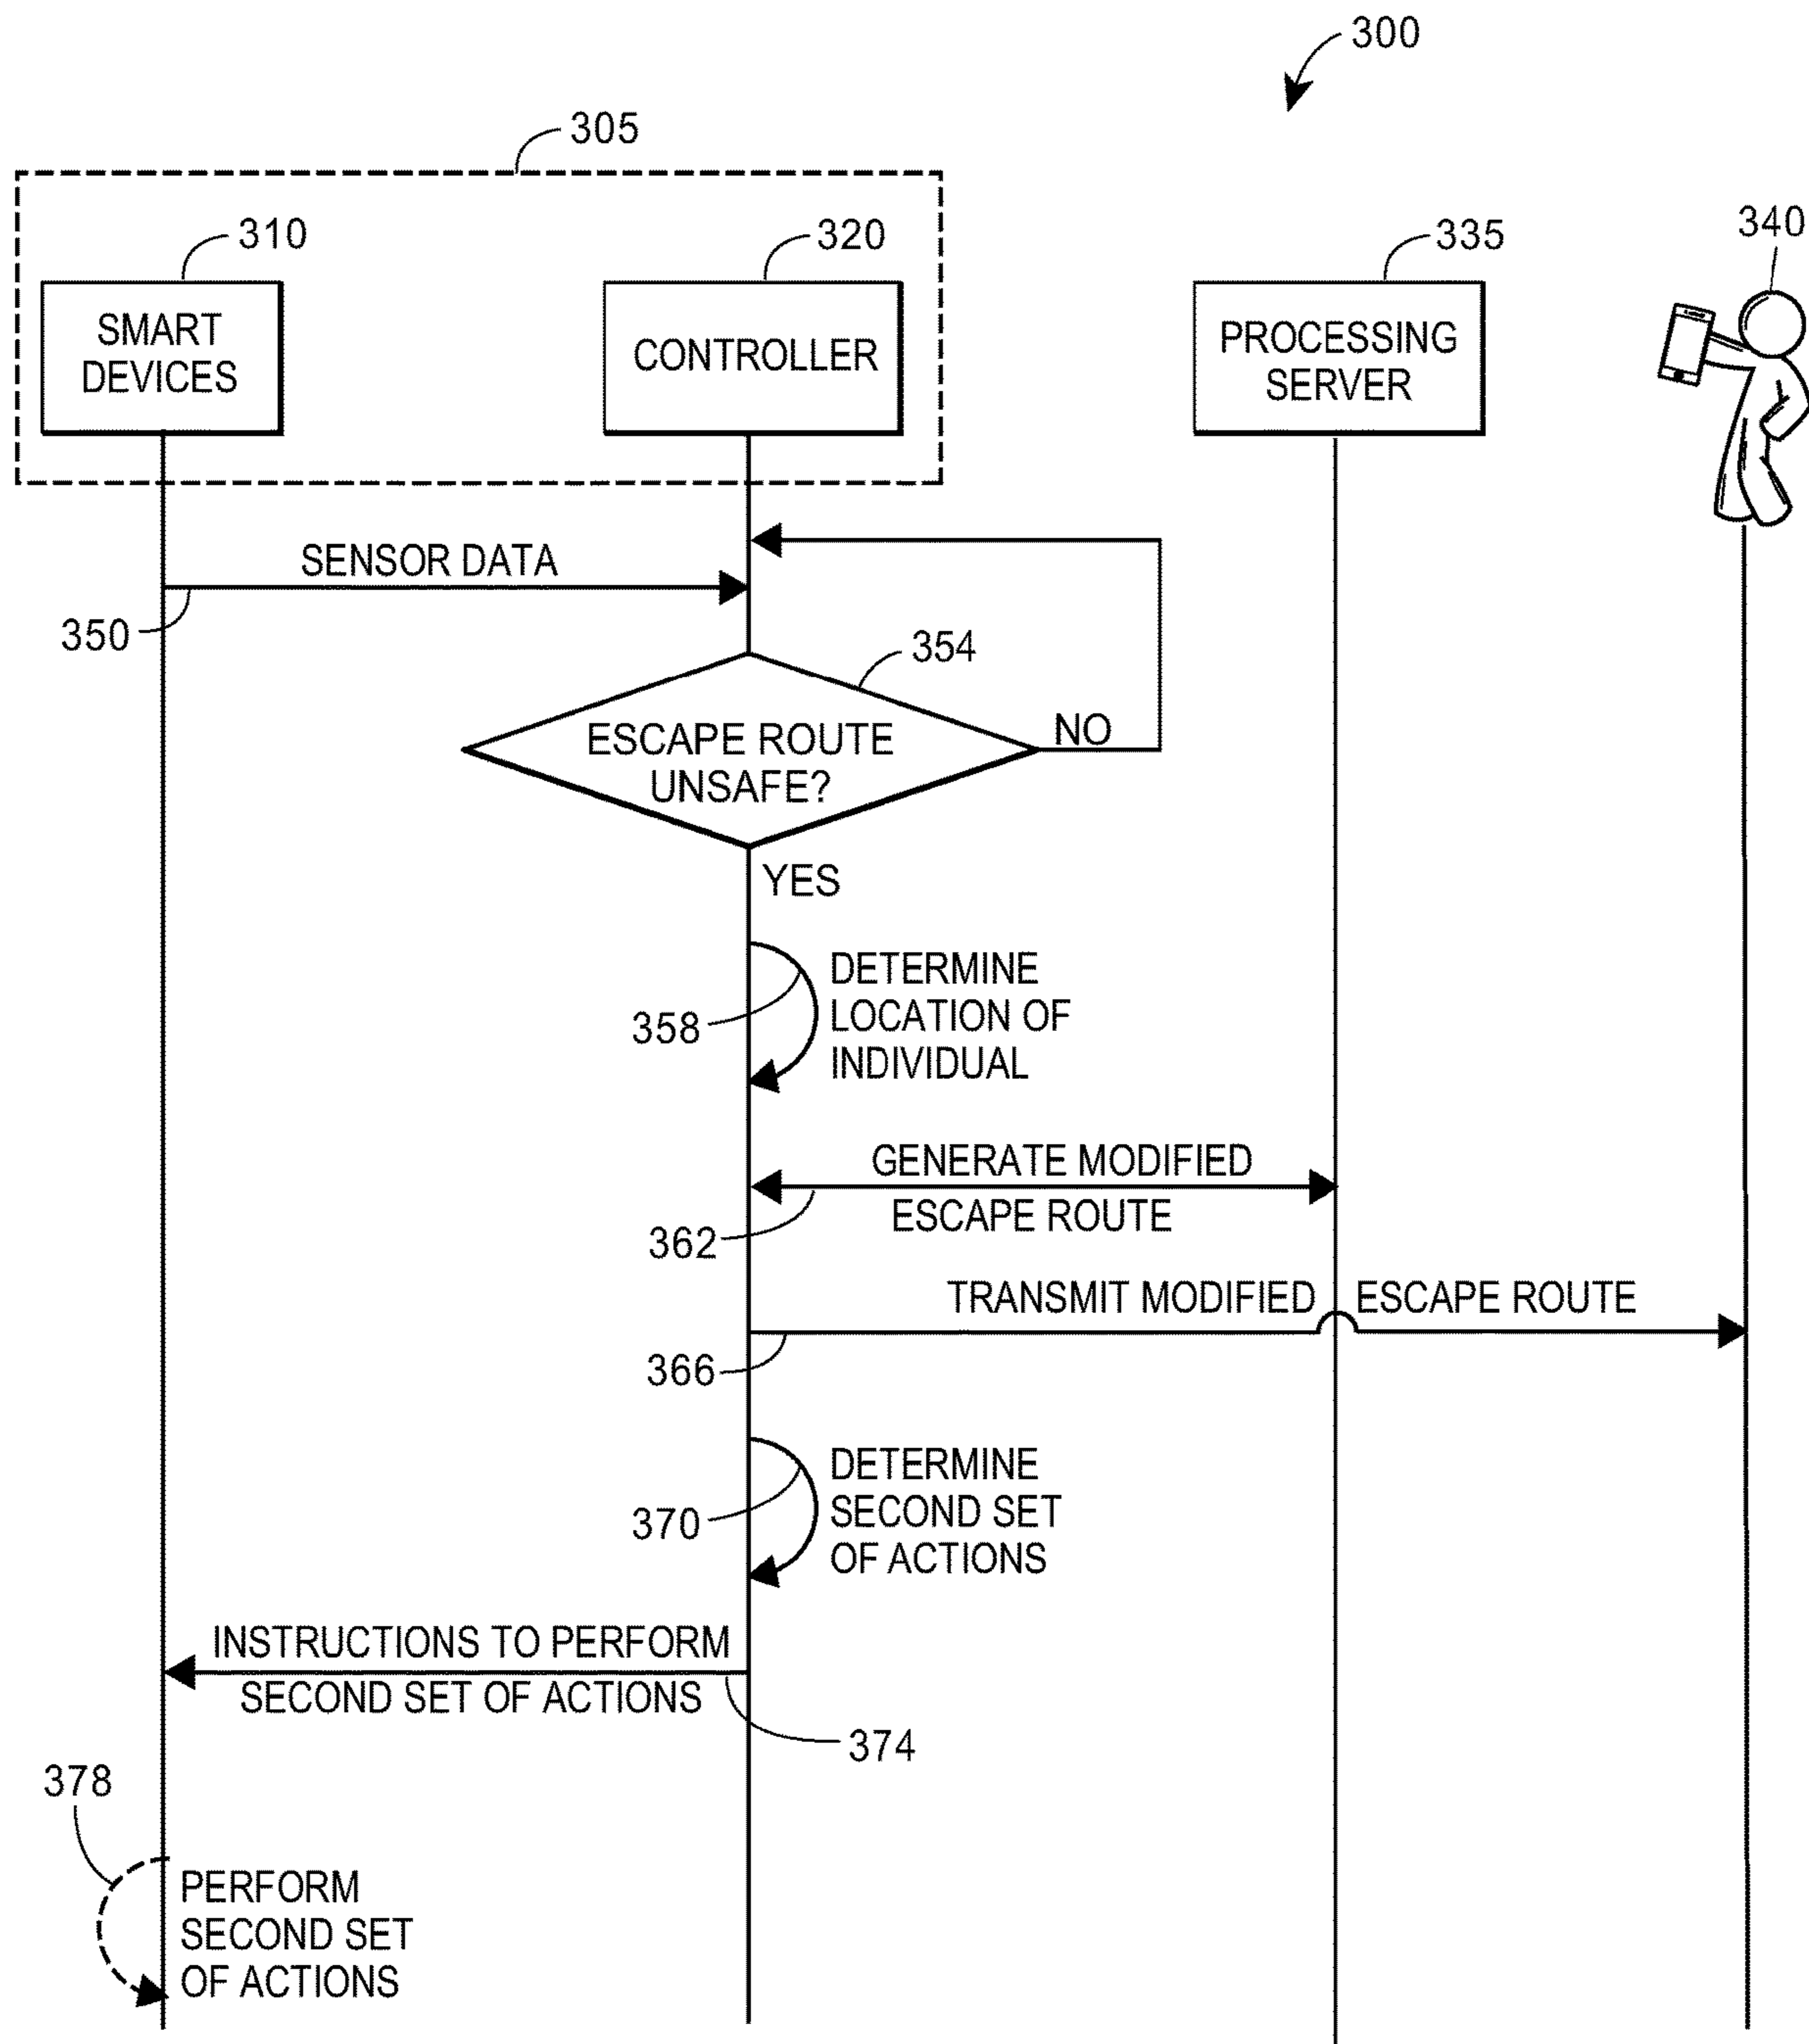 300
305
310
320
335
340
SMART
DEVICES
CONTROLLER
PROCESSING
SERVER
SENSOR DATA
350
354
ESCAPE ROUTE
UNSAFE?
NO
YES
DETERMINE
LOCATION OF
INDIVIDUAL
358
GENERATE MODIFIED
ESCAPE ROUTE
362
TRANSMIT MODIFIED ESCAPE ROUTE
366
DETERMINE
SECOND SET
OF ACTIONS
370
INSTRUCTIONS TO PERFORM
SECOND SET OF ACTIONS
374
378
PERFORM
SECOND SET
OF ACTIONS